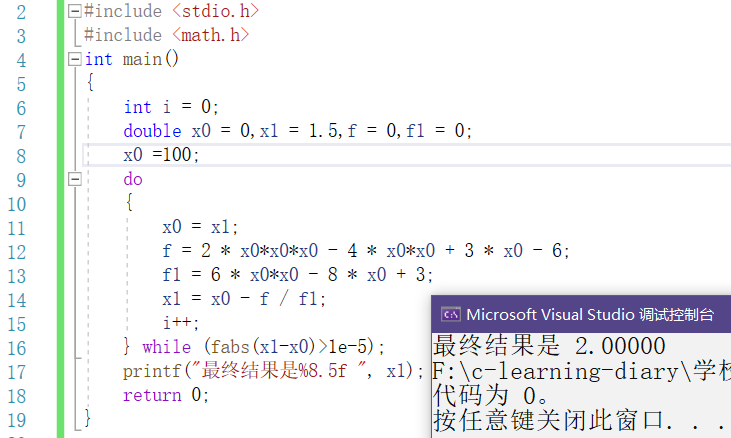 2 #include <stdio.h>
3 #include <math.h>
4 int main()
5 {
6 int i = 0;
7 double x0 = 0,x1 = 1.5,f = 0,f1 = 0;
8 x0 =100;
9 do
10 {
11 x0 = x1;
12 f = 2 * x0*x0*x0 - 4 * x0*x0 + 3 * x0 - 6;
13 f1 = 6 * x0*x0 - 8 * x0 + 3;
14 x1 = x0 - f / f1;
15 i++;
16 } while (fabs(x1-x0)>1e-5);
17 printf("最终结果是%8.5f ", x1);
18 return 0;
19 }
Microsoft Visual Studio 调试控制台
最终结果是 2.00000
F:\c-learning-diary\学校
代码为 0。
按任意键关闭此窗口. . .